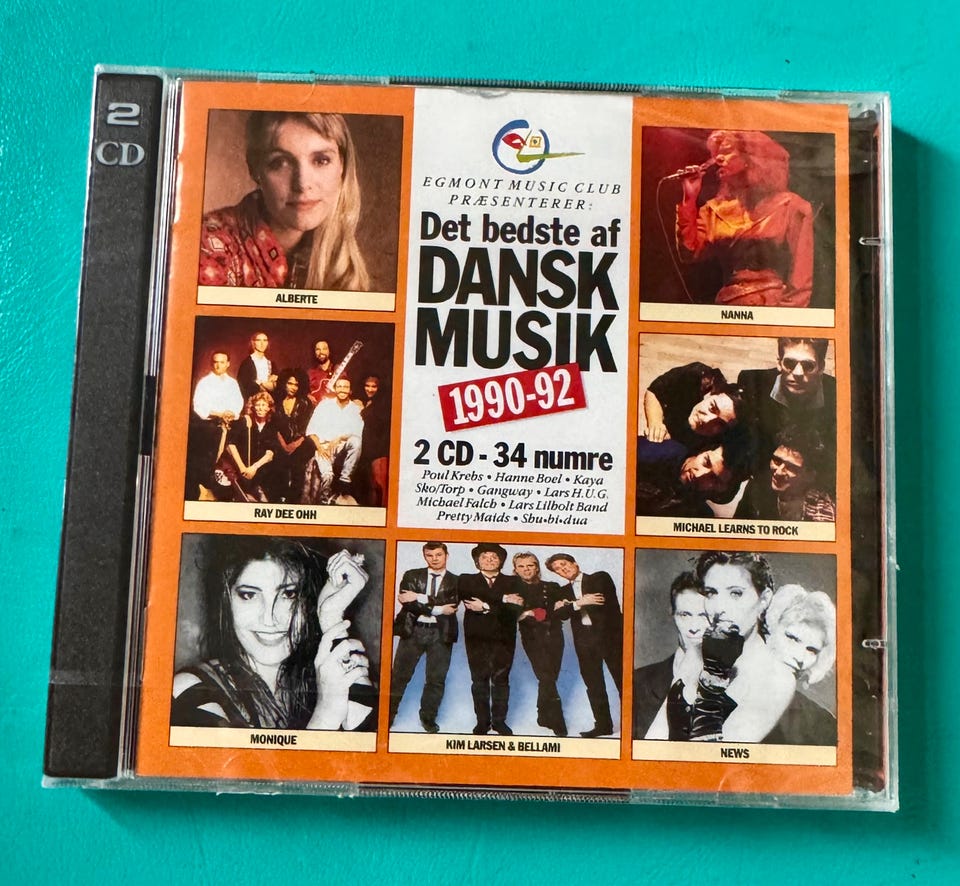 2
CD
EGMONT MUSIC CLUB
PRÆSENTERER:
Det bedste af
DANSK
MUSIK
1990-92
2 CD - 34 numre
Poul Krebs • Hanne Boel • Kaya
Sko/Torp • Gangway • Lars H.U.G.
Michael Falch • Lars Lilholt Band
Pretty Maids • Shu•bi•dua
ALBERTE
NANNA
RAY DEE OHH
MICHAEL LEARNS TO ROCK
MONIQUE
KIM LARSEN & BELLAMI
NEWS